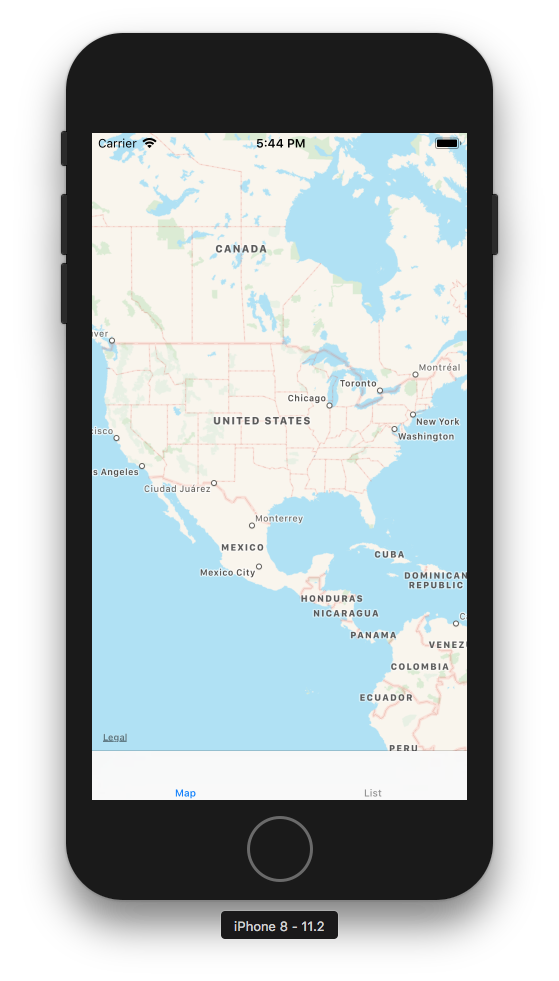 Carrier
5:44 PM
CANADA
ver
Montréal
Toronto
Chicago
New York
UNITED STATES
cisco
Washington
s Angeles
Ciudad Juárez
Monterrey
MEXICO
CUBA
Mexico City
DOMINICAN
REPUBLIC
HONDURAS
NICARAGUA
C
PANAMA
VENEZU
COLOMBIA
ECUADOR
Legal
PERU
Map
List
iPhone 8 - 11.2